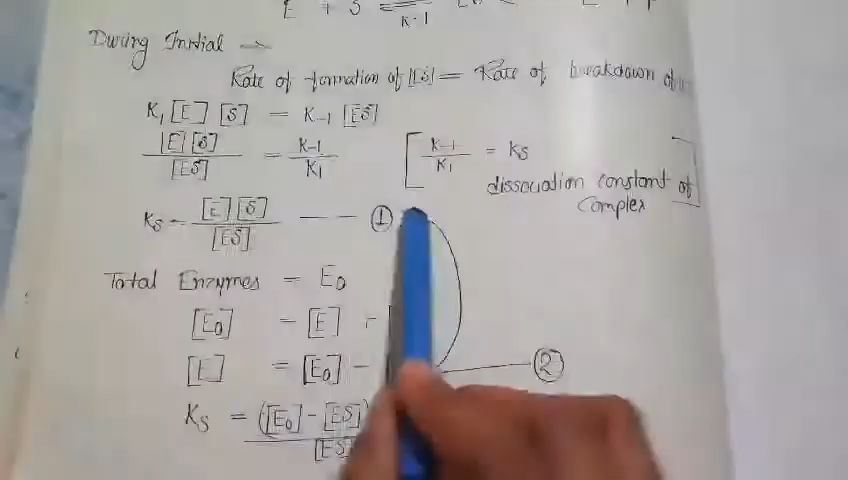 E + S
K-1
During Initial →
Rate of formation of [ES] = Rate of breakdown of
K1 [E] [S] = K-1 [ES]
[E] [S] / [ES] = K-1 / K1 [ K-1 / K1 = Ks
dissociation constant of
Complex ]
Ks - [E] [S] / [ES] —— ①
Total Enzymes = E0
[E0] = [E] +
[E] = [E0] - —— ②
Ks = ([E0] - [ES]) / [ES]